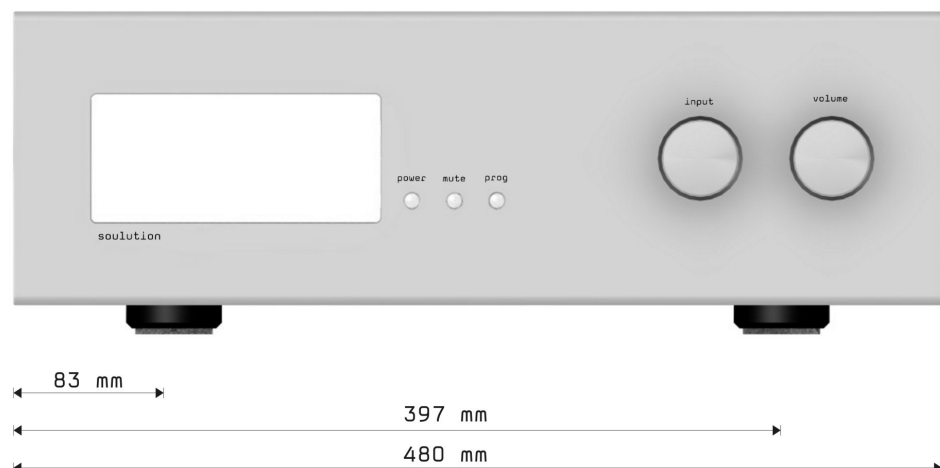 input
volume
power
mute
prog
soulution
83 mm
397 mm
480 mm